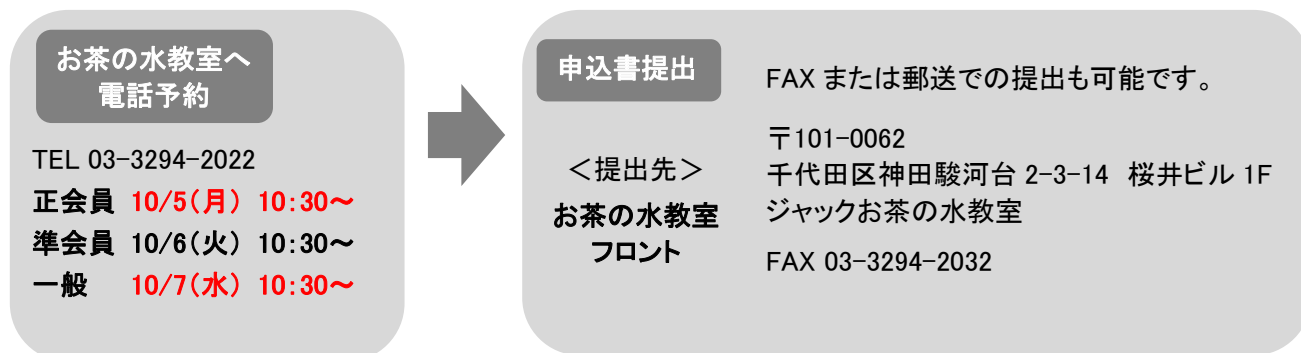 お茶の水教室へ
電話予約
TEL 03-3294-2022
正会員 10/5(月) 10:30~
準会員 10/6(火) 10:30~
一般 10/7(水) 10:30~
申込書提出
<提出先>
お茶の水教室
フロント
FAX または郵送での提出も可能です。
〒101-0062
千代田区神田駿河台 2-3-14 桜井ビル 1F
ジャックお茶の水教室
FAX 03-3294-2032